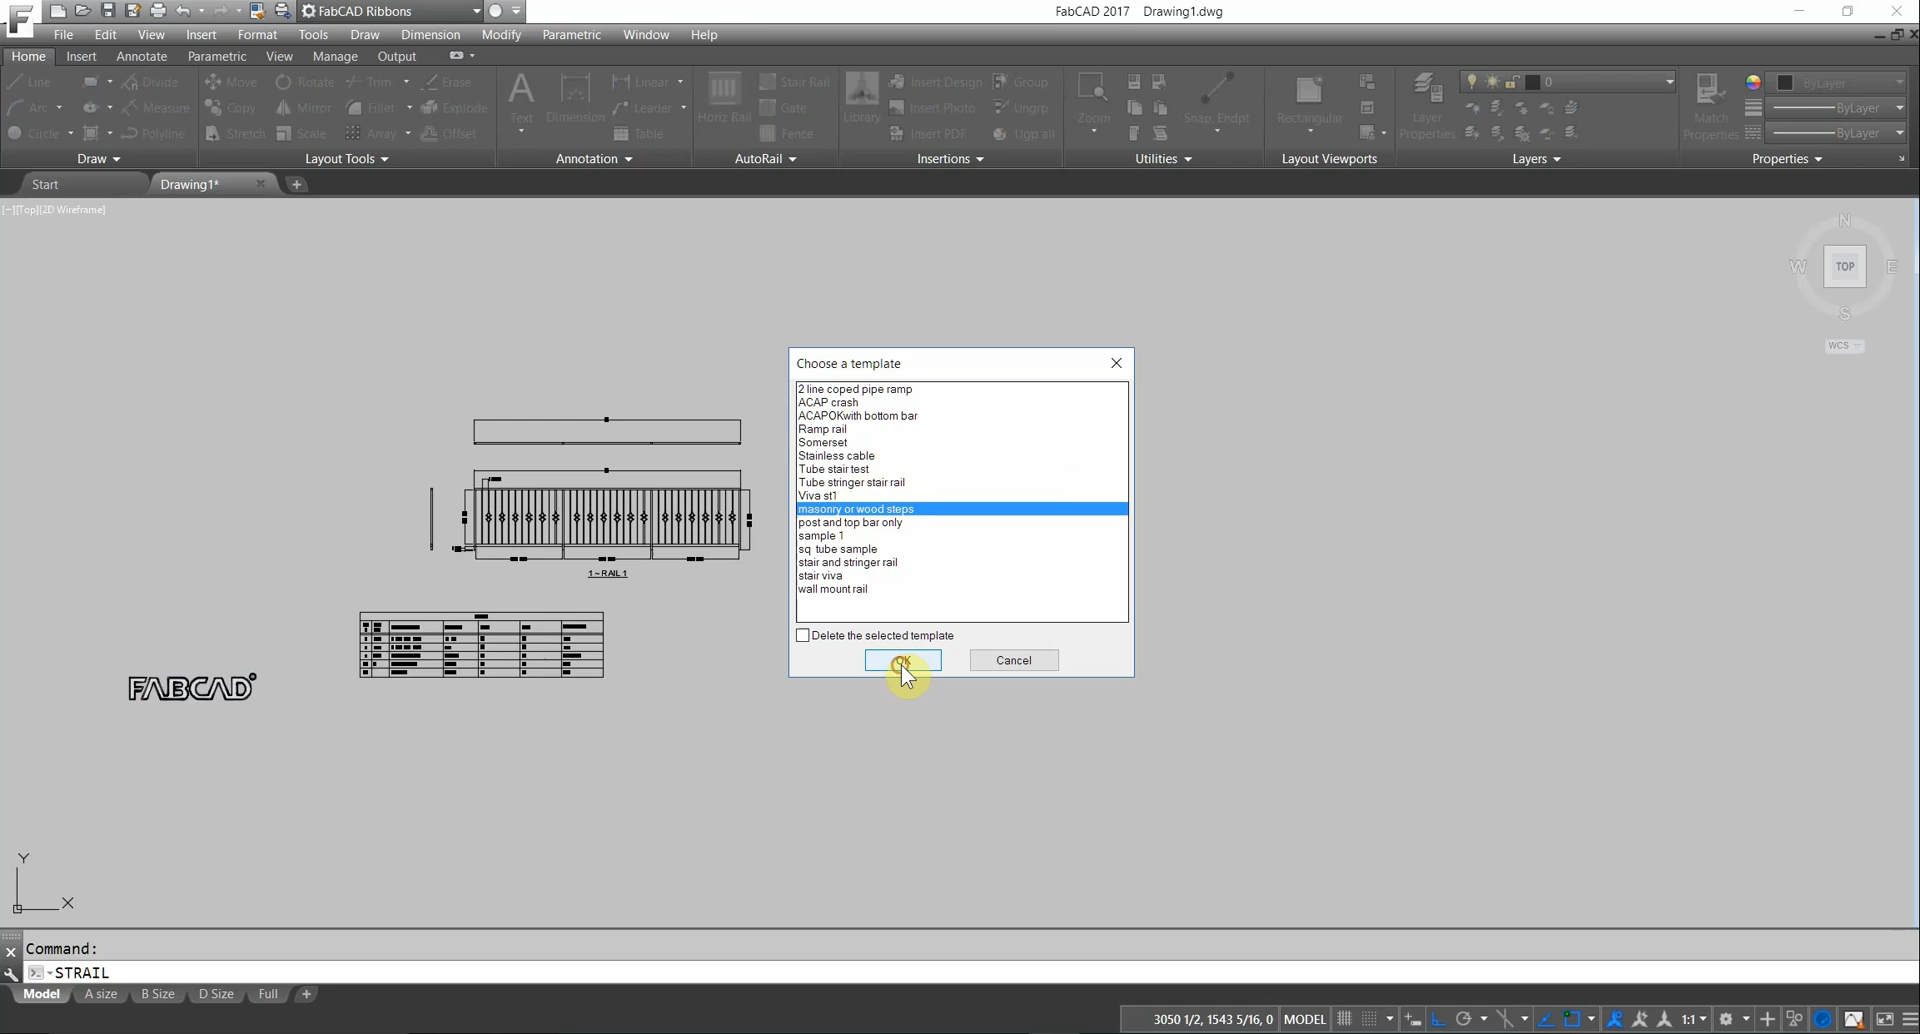 FabCAD Ribbons
FabCAD 2017 Drawing1.dwg
File Edit View Insert Format Tools Draw Dimension Modify Parametric Window Help
Home Insert Annotate Parametric View Manage Output
Line Divide Move Rotate Trim Erase Linear Stair Rail Insert Design Group 0 ByLayer
Arc Measure Copy Mirror Fillet Explode Text Dimension Leader Horiz Rail Gate Library Insert Photo Ungrp Zoom Snap, Endpt Rectangular Layer Match ByLayer
Circle Polyline Stretch Scale Array Offset Table Fence Insert PDF Ugp all Properties Properties ByLayer
Draw Layout Tools Annotation AutoRail Insertions Utilities Layout Viewports Layers Properties
Start Drawing1*
[−][Top][2D Wireframe]
N
W TOP E
S
WCS
Choose a template
2 line coped pipe ramp
ACAP crash
ACAPOKwith bottom bar
Ramp rail
Somerset
Stainless cable
Tube stair test
Tube stringer stair rail
Viva st1
masonry or wood steps
post and top bar only
sample 1
sq tube sample
stair and stringer rail
stair viva
wall mount rail
Delete the selected template
OK Cancel
1 ~ RAIL 1
FABCAD
Y
X
Command:
STRAIL
Model A size B Size D Size Full
3050 1/2, 1543 5/16, 0 MODEL 1:1